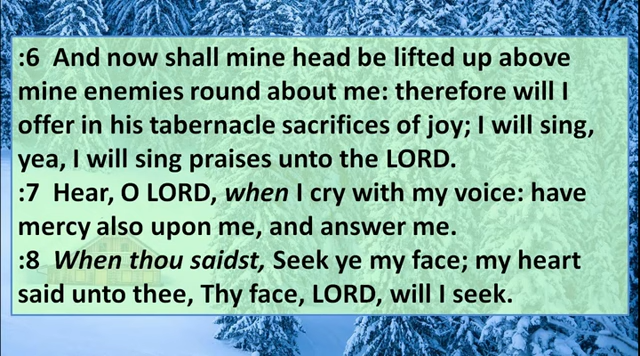 :6  And now shall mine head be lifted up above
mine enemies round about me: therefore will I
offer in his tabernacle sacrifices of joy; I will sing,
yea, I will sing praises unto the LORD.
:7  Hear, O LORD, when I cry with my voice: have
mercy also upon me, and answer me.
:8  When thou saidst, Seek ye my face; my heart
said unto thee, Thy face, LORD, will I seek.